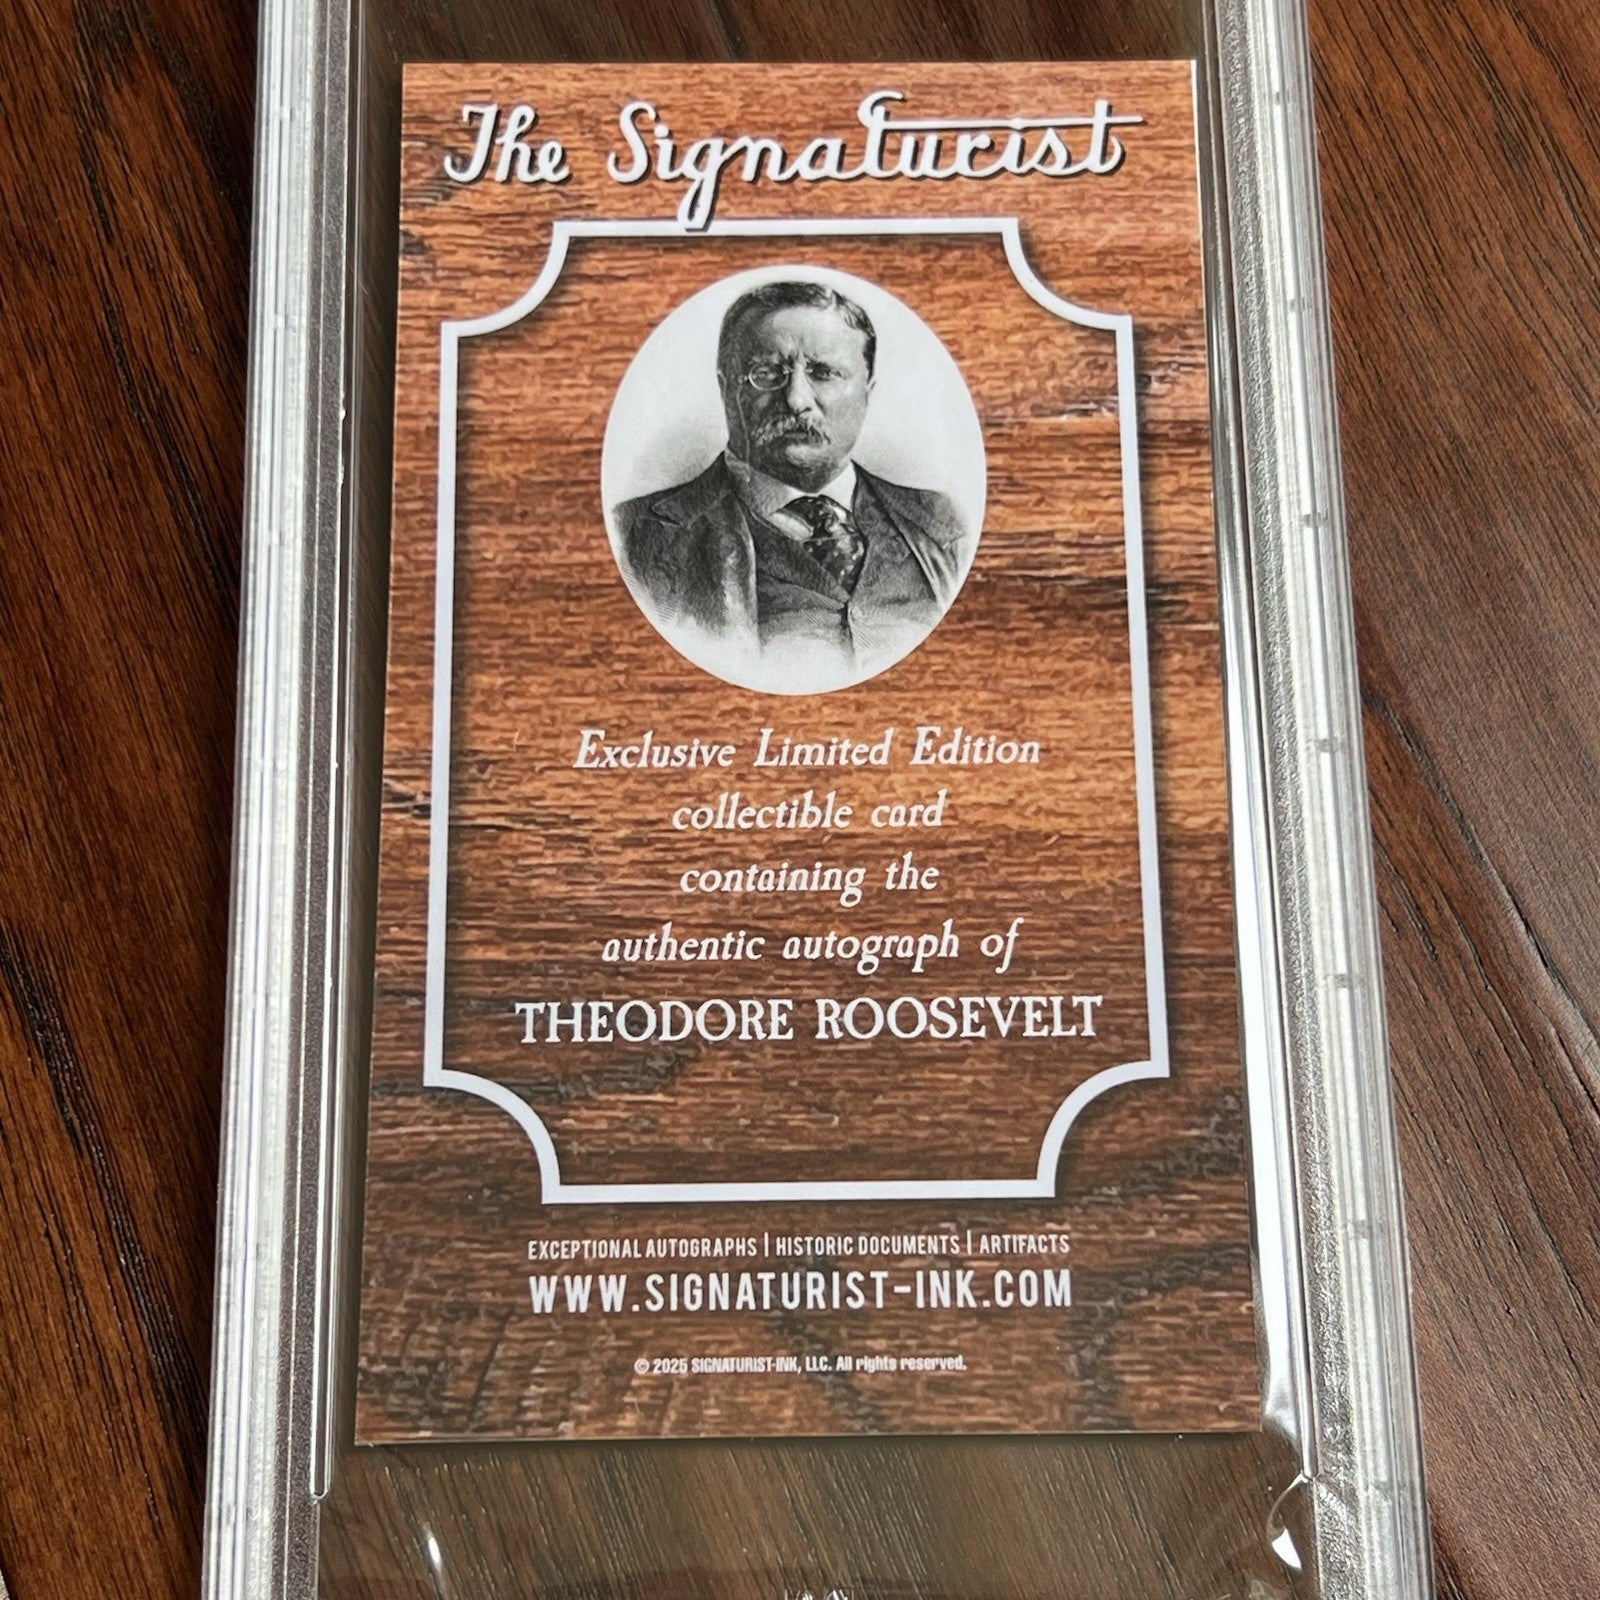 The Signaturist
Exclusive Limited Edition
collectible card
containing the
authentic autograph of
THEODORE ROOSEVELT
EXCEPTIONAL AUTOGRAPHS | HISTORIC DOCUMENTS | ARTIFACTS
WWW.SIGNATURIST-INK.COM
© 2025 SIGNATURIST-INK, LLC. All rights reserved.